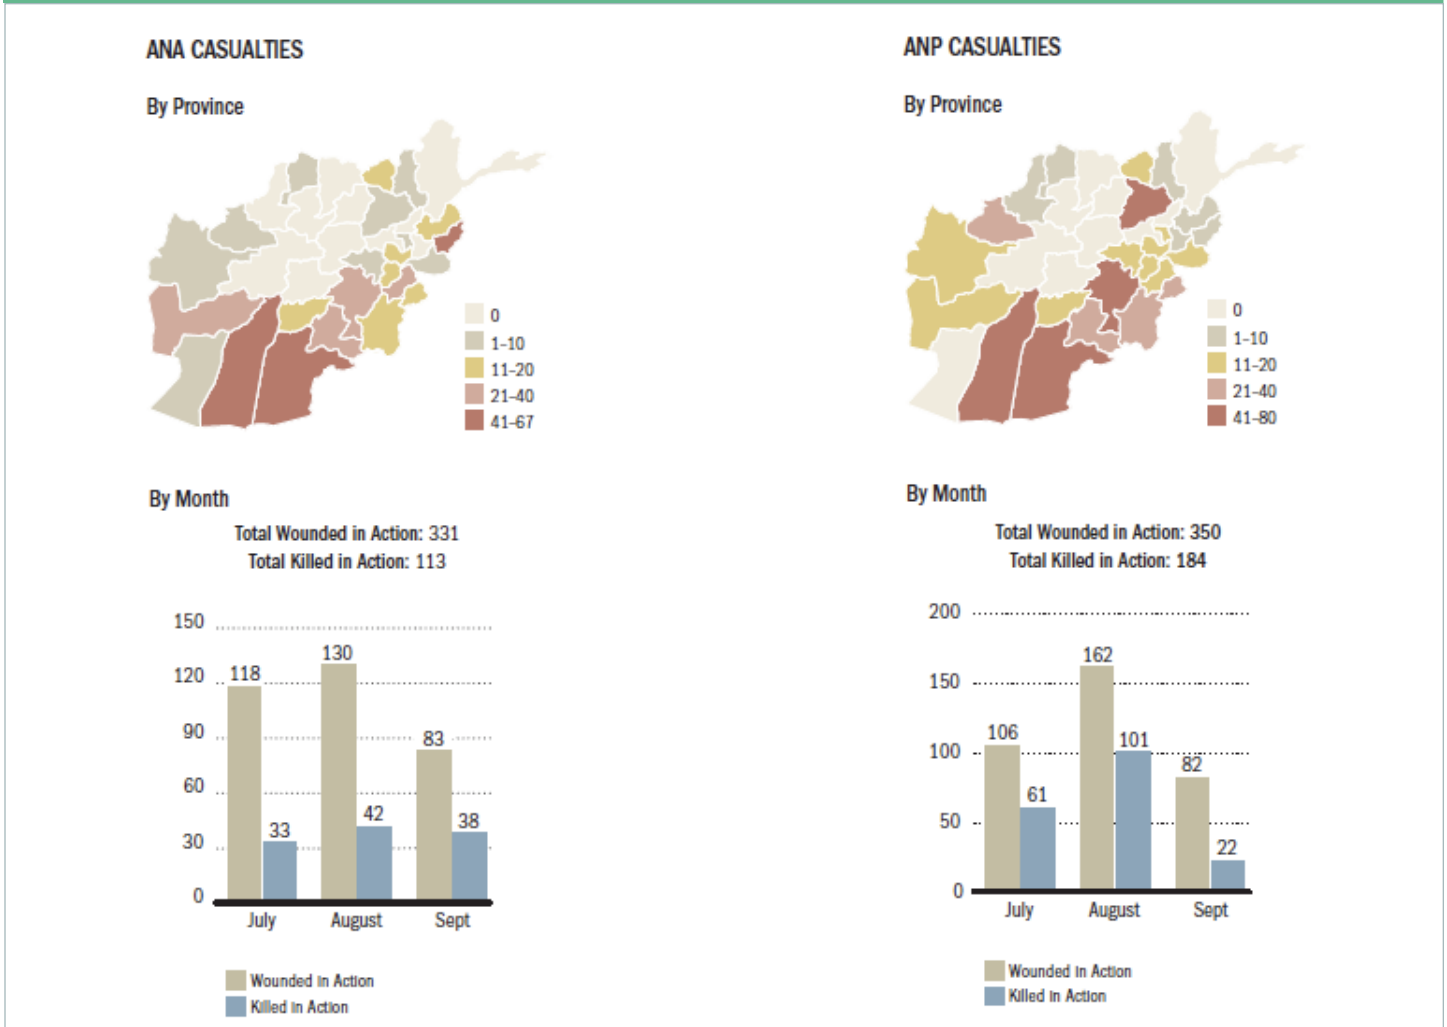 ANA CASUALTIES
By Province
0
1–10
11–20
21–40
41–67
By Month
Total Wounded in Action: 331
Total Killed in Action: 113
150
120
90
60
30
0
118
33
130
42
83
38
July
August
Sept
Wounded in Action
Killed in Action
ANP CASUALTIES
By Province
0
1–10
11–20
21–40
41–80
By Month
Total Wounded in Action: 350
Total Killed in Action: 184
200
150
100
50
0
106
61
162
101
82
22
July
August
Sept
Wounded in Action
Killed in Action